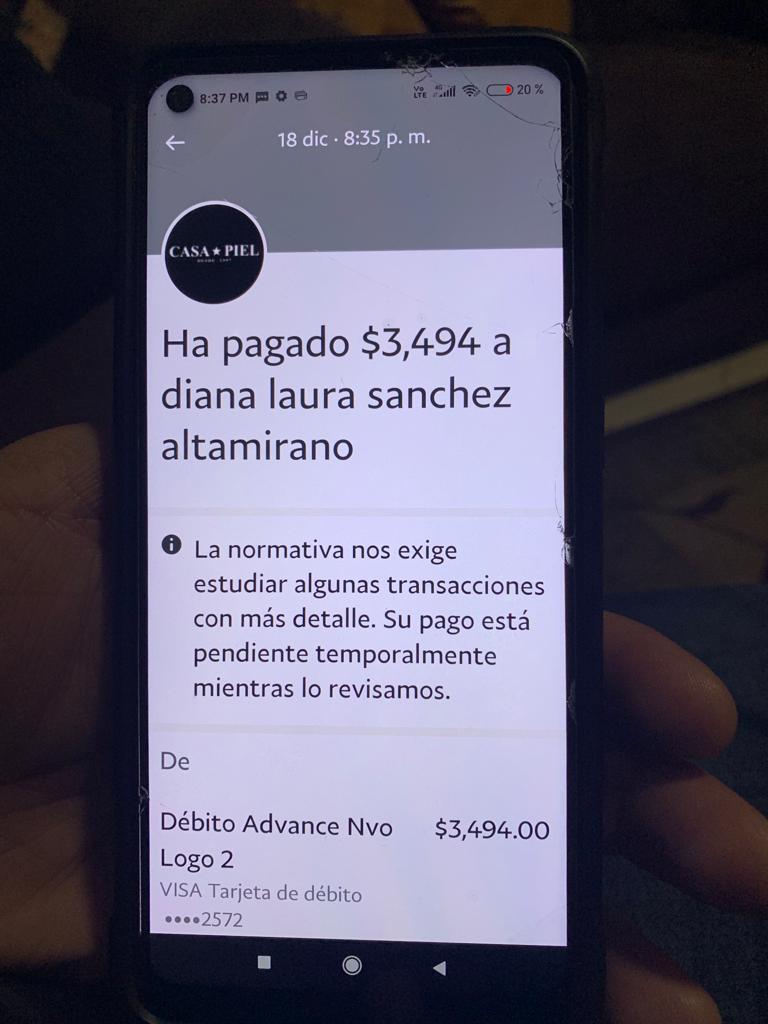 8:37 PM
Vo LTE 4G 20 %
18 dic · 8:35 p. m.
CASA★PIEL
Ha pagado $3,494 a
diana laura sanchez
altamirano
La normativa nos exige
estudiar algunas transacciones
con más detalle. Su pago está
pendiente temporalmente
mientras lo revisamos.
De
Débito Advance Nvo $3,494.00
Logo 2
VISA Tarjeta de débito
••••2572